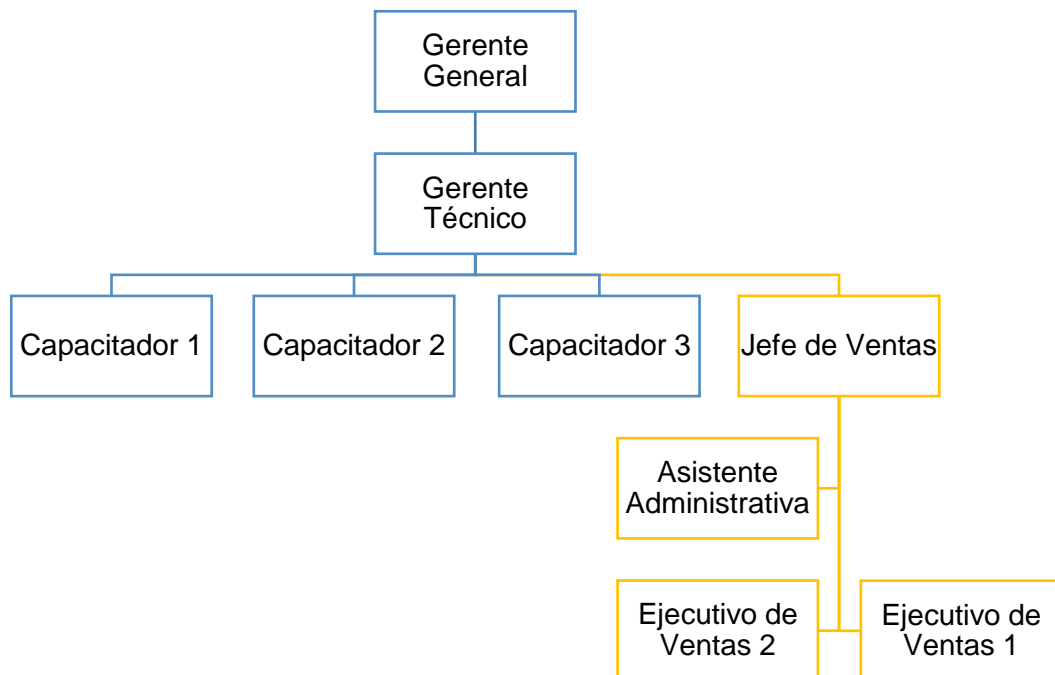 Gerente
General
Gerente
Técnico
Capacitador 1
Capacitador 2
Capacitador 3
Jefe de Ventas
Asistente
Administrativa
Ejecutivo de
Ventas 2
Ejecutivo de
Ventas 1